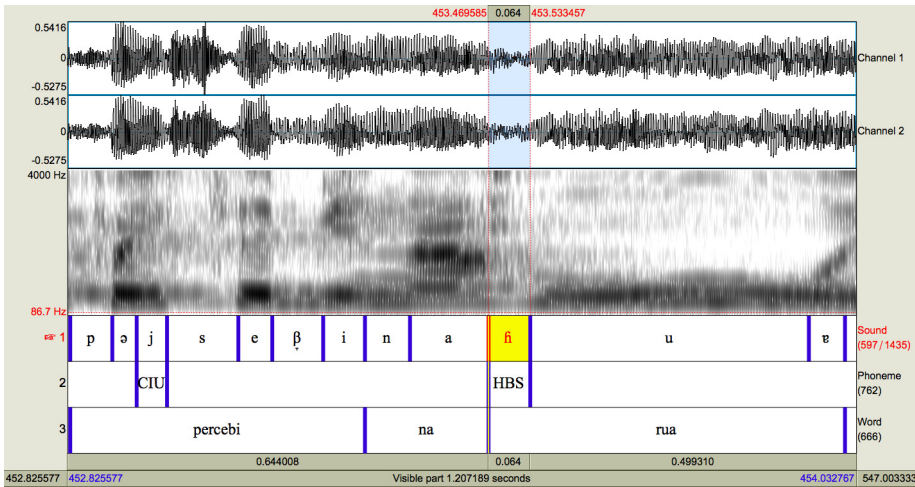 453.469585 0.064 453.533457
0.5416
0
-0.5275
Channel 1
0.5416
0
-0.5275
Channel 2
4000 Hz
86.7 Hz
☞ 1 p ə j s e β̞ i n a ɦ u ɐ Sound (597/1435)
2 CIU HBS Phoneme (762)
3 percebi na rua Word (666)
0.644008 0.064 0.499310
452.825577 452.825577 Visible part 1.207189 seconds 454.032767 547.003333